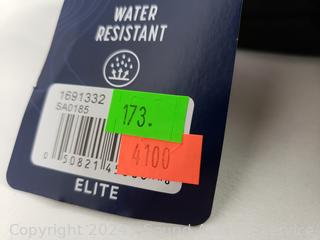 WATER
RESISTANT
1691332
SA0185
173.
4100
ELITE